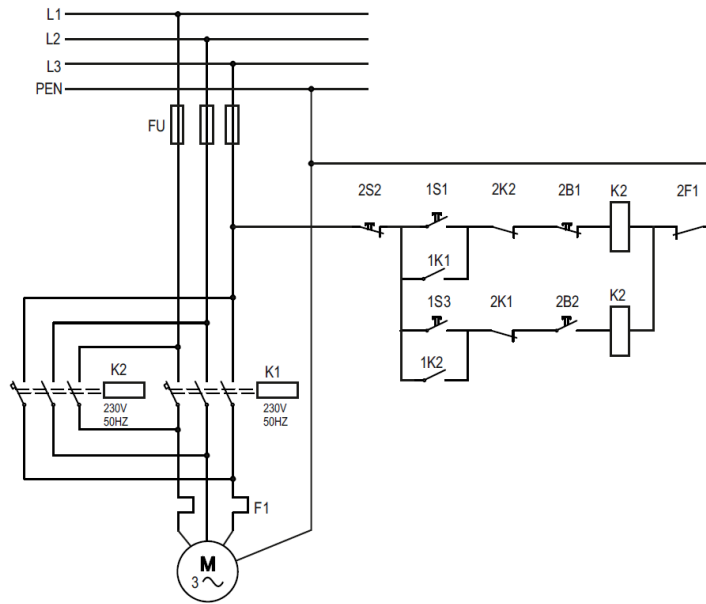 L1
L2
L3
PEN
FU
2S2 1S1 2K2 2B1 K2 2F1
1K1
1S3 2K1 2B2 K2
1K2
K2
230V
50HZ
K1
230V
50HZ
F1
M
3